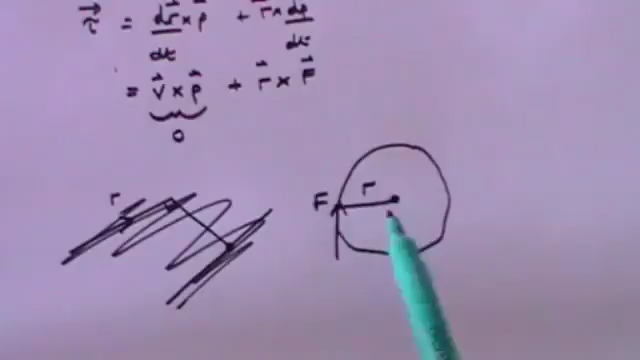 τ⃗ = dr⃗/dt × p⃗ + r⃗ × dp⃗/dt
= v⃗ × p⃗ + r⃗ × F⃗
0
r
F r